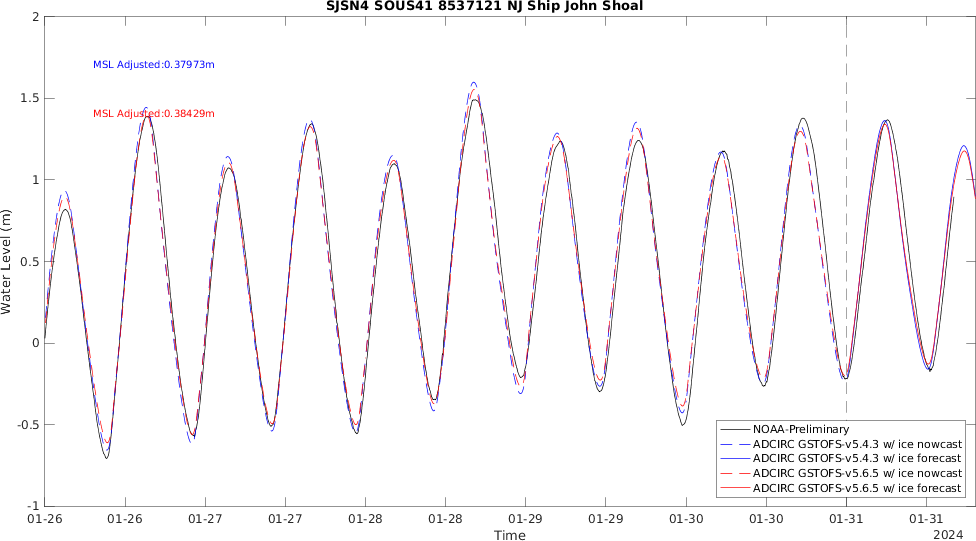 SJSN4 SOUS41 8537121 NJ Ship John Shoal
2
1.5
1
0.5
0
-0.5
-1
Water Level (m)
MSL Adjusted:0.37973m
MSL Adjusted:0.38429m
NOAA-Preliminary
ADCIRC GSTOFS-v5.4.3 w/ ice nowcast
ADCIRC GSTOFS-v5.4.3 w/ ice forecast
ADCIRC GSTOFS-v5.6.5 w/ ice nowcast
ADCIRC GSTOFS-v5.6.5 w/ ice forecast
01-26 01-26 01-27 01-27 01-28 01-28 01-29 01-29 01-30 01-30 01-31 01-31
2024
Time